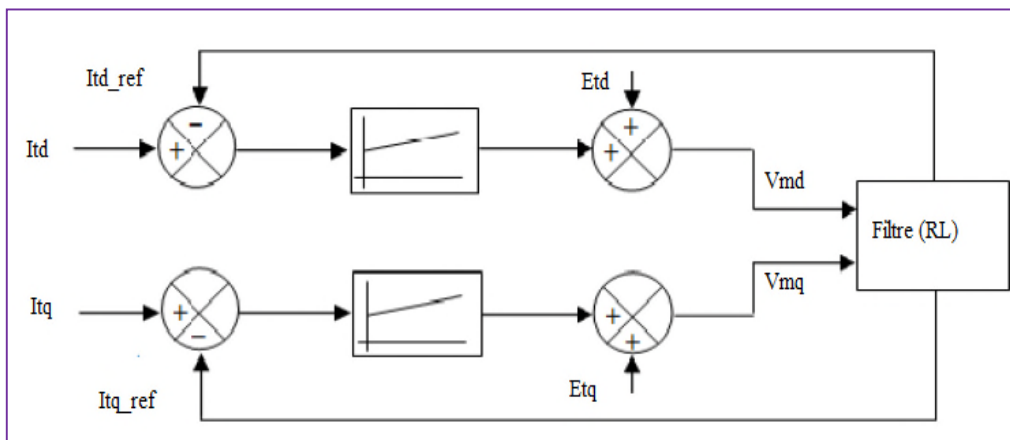 Itd_ref
Etd
Itd
Vmd
Filtre (RL)
Itq
Vmq
Itq_ref
Etq